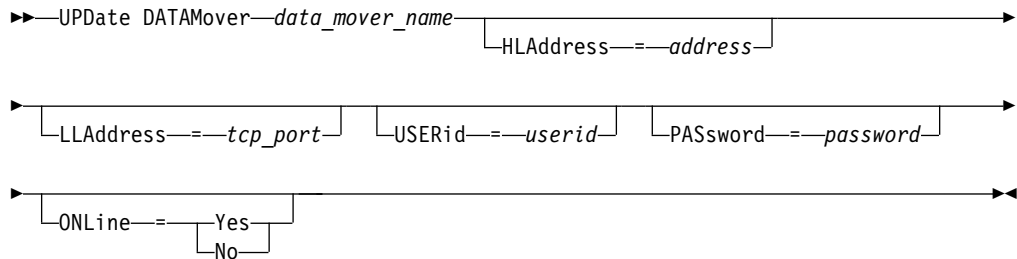 UPDate DATAMover data_mover_name
HLAddress = address
LLAddress = tcp_port USERid = userid PASsword = password
ONLine = Yes
No